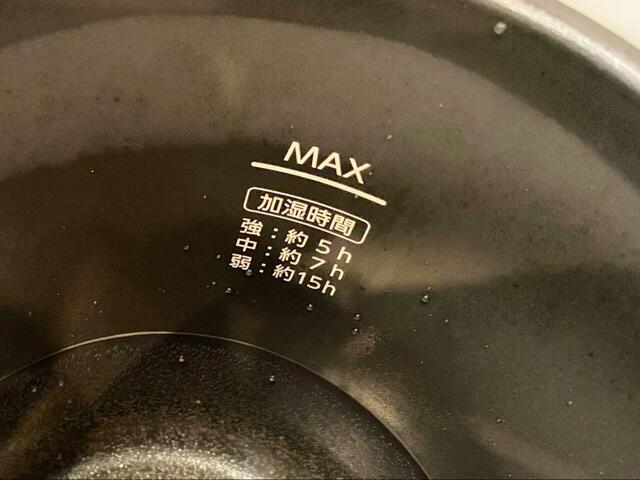 MAX
加湿時間
強：約 5 h
中：約 7 h
弱：約15h